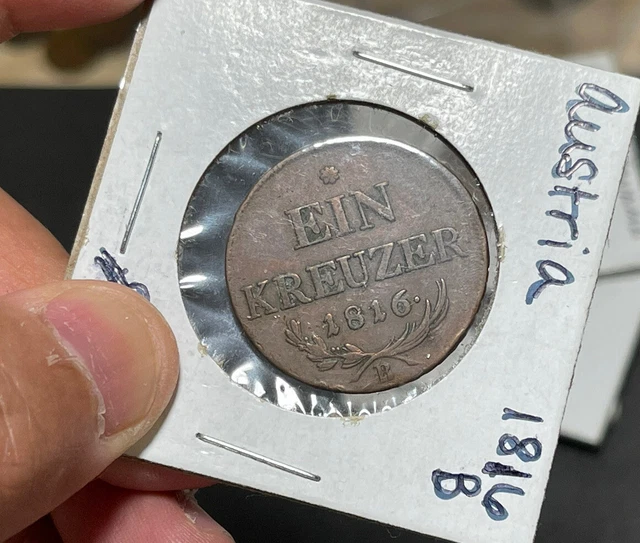 EIN
KREUZER
1816.
B
Austria
1816
B